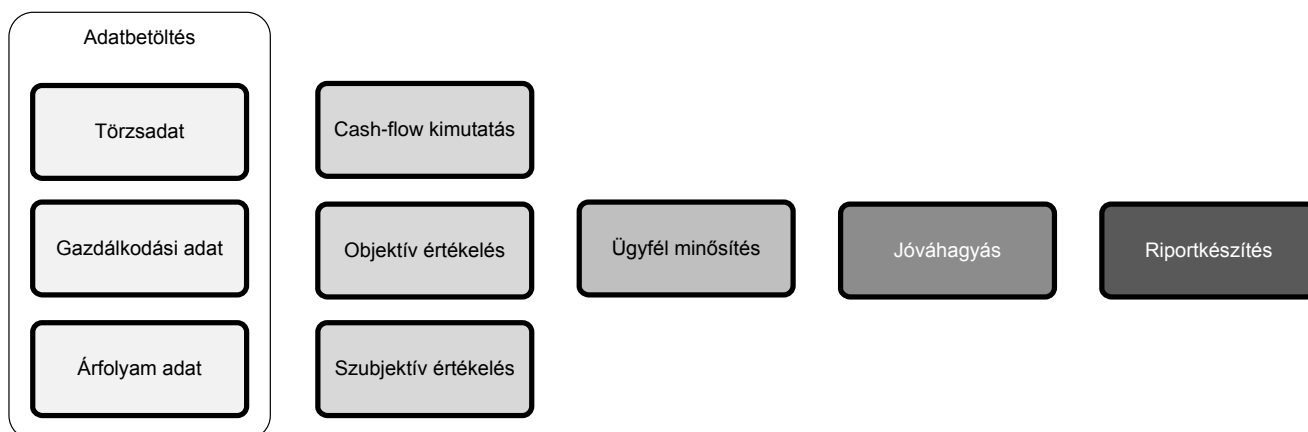 Adatbetöltés
Törzsadat
Gazdálkodási adat
Árfolyam adat
Cash-flow kimutatás
Objektív értékelés
Szubjektív értékelés
Ügyfél minősítés
Jóváhagyás
Riportkészítés